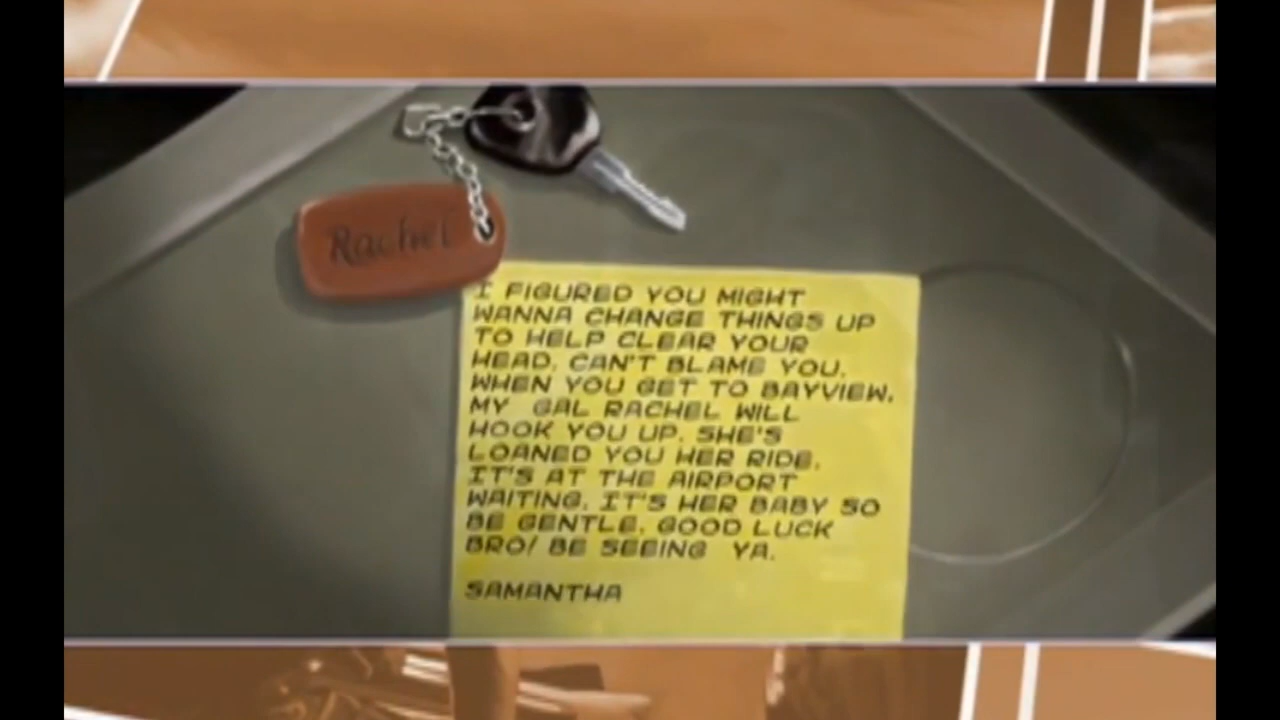 Rachel
I FIGURED YOU MIGHT
WANNA CHANGE THINGS UP
TO HELP CLEAR YOUR
HEAD. CAN'T BLAME YOU.
WHEN YOU GET TO BAYVIEW,
MY GAL RACHEL WILL
HOOK YOU UP. SHE'S
LOANED YOU HER RIDE.
IT'S AT THE AIRPORT
WAITING. IT'S HER BABY SO
BE GENTLE. GOOD LUCK
BRO! BE SEEING YA.
SAMANTHA